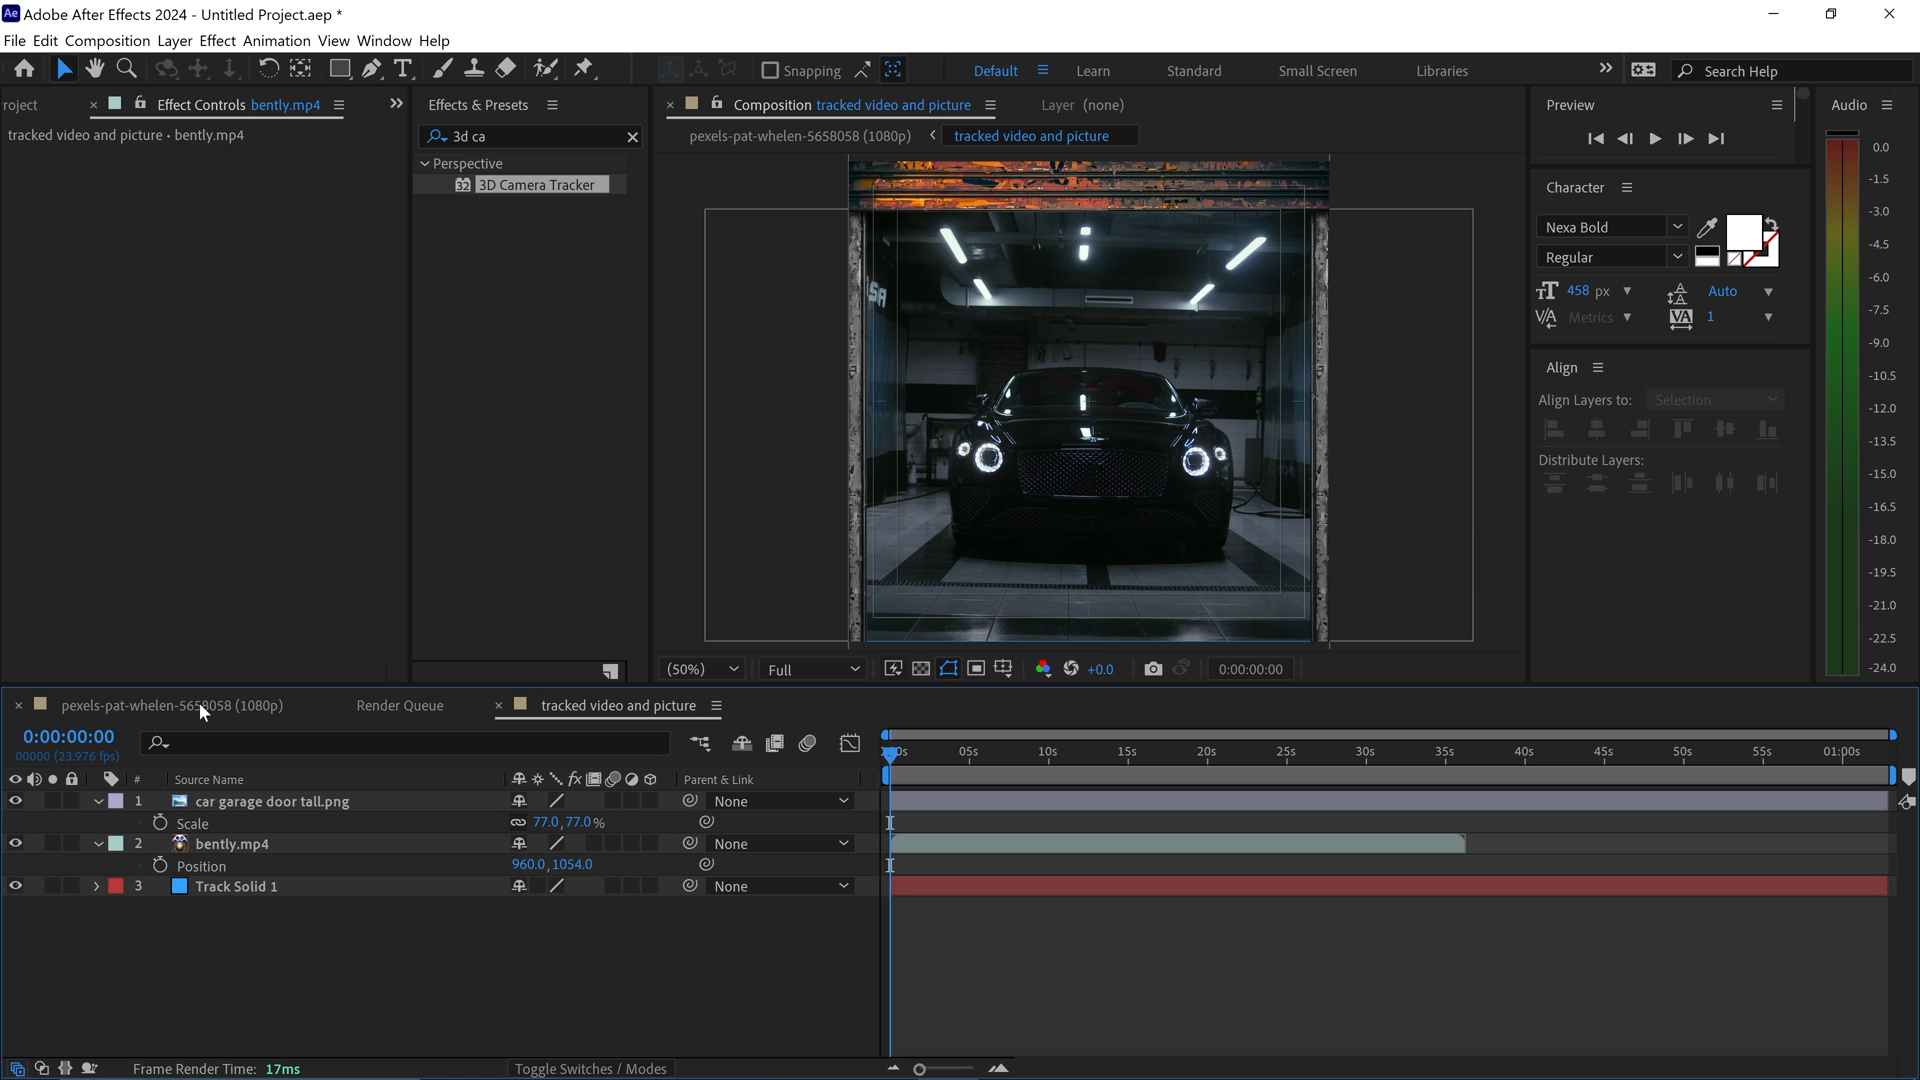 Ae Adobe After Effects 2024 - Untitled Project.aep *
File Edit Composition Layer Effect Animation View Window Help
Snapping
Default
Learn
Standard
Small Screen
Libraries
Search Help
roject
Effect Controls bently.mp4
Effects & Presets
Composition tracked video and picture
Layer (none)
Preview
Audio
tracked video and picture • bently.mp4
3d ca
pexels-pat-whelen-5658058 (1080p)
tracked video and picture
Perspective
32 3D Camera Tracker
Character
Nexa Bold
Regular
458 px
Auto
Metrics
1
Align
Align Layers to: Selection
Distribute Layers:
0.0
-1.5
-3.0
-4.5
-6.0
-7.5
-9.0
-10.5
-12.0
-13.5
-15.0
-16.5
-18.0
-19.5
-21.0
-22.5
-24.0
(50%)
Full
+0.0
0:00:00:00
pexels-pat-whelen-5658058 (1080p)
Render Queue
tracked video and picture
0:00:00:00
00000 (23.976 fps)
05s 10s 15s 20s 25s 30s 35s 40s 45s 50s 55s 01:00s
# Source Name
fx
Parent & Link
1 car garage door tall.png None
Scale 77.0,77.0%
2 bently.mp4 None
Position 960.0,1054.0
3 Track Solid 1 None
Frame Render Time: 17ms
Toggle Switches / Modes